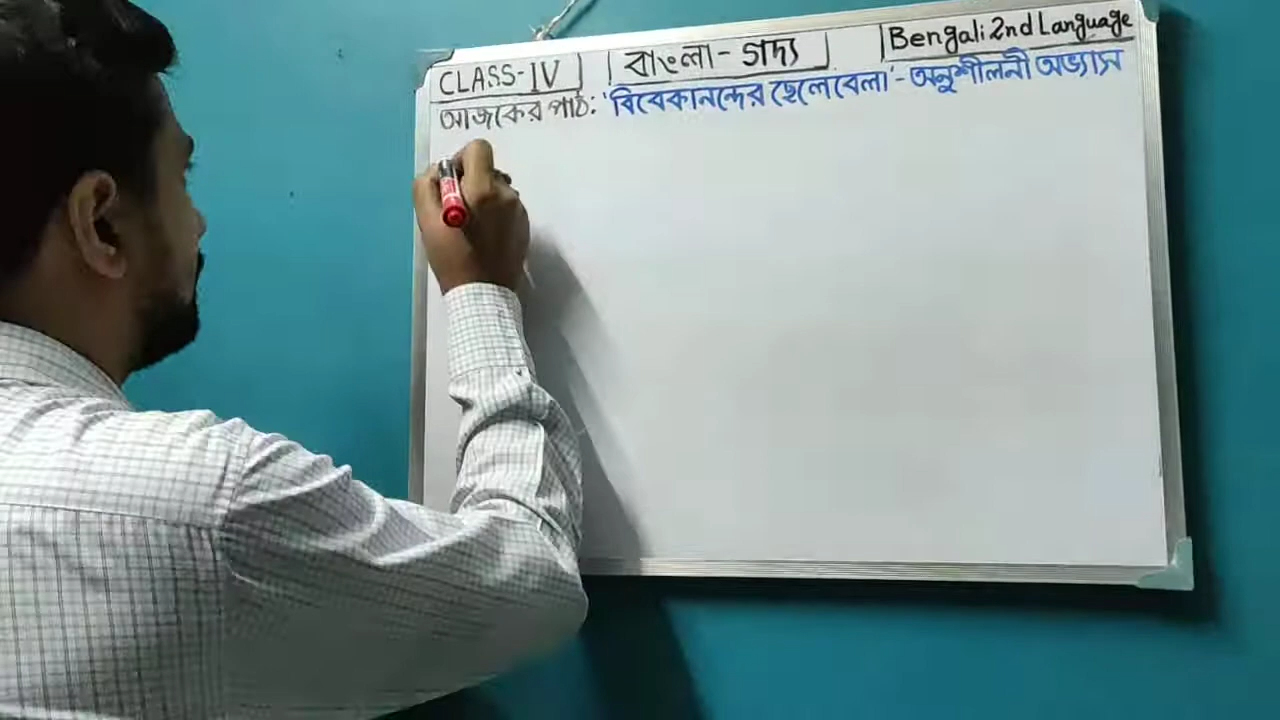 CLASS-IV বাংলা- গদ্য Bengali 2nd Language
আজকের পাঠ: 'বিবেকানন্দের ছেলেবেলা'- অনুশীলনী অভ্যাস